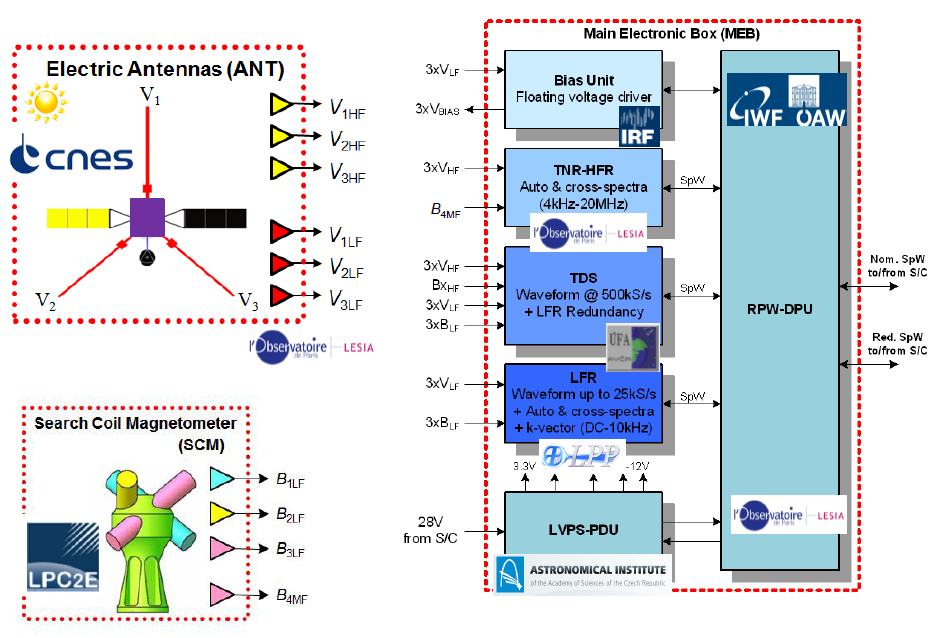 Electric Antennas (ANT)
V1
cnes
V1HF
V2HF
V3HF
V1LF
V2LF
V3LF
V2
V3
l'Observatoire
de Paris
LESIA
Search Coil Magnetometer
(SCM)
LPC2E
B1LF
B2LF
B3LF
B4MF
Main Electronic Box (MEB)
3xVLF
3xVBIAS
Bias Unit
Floating voltage driver
IRF
IWF
OAW
3xVHF
B4MF
TNR-HFR
Auto & cross-spectra
(4kHz-20MHz)
SpW
l'Observatoire
de Paris
LESIA
3xVHF
BxHF
3xVLF
3xBLF
TDS
Waveform @ 500kS/s
+ LFR Redundancy
SpW
UFA
AVCR
RPW-DPU
Nom. SpW
to/from S/C
Red. SpW
to/from S/C
3xVLF
3xBLF
LFR
Waveform up to 25kS/s
+ Auto & cross-spectra
+ k-vector (DC-10kHz)
SpW
LPP
3.3V
-12V
28V
from S/C
LVPS-PDU
l'Observatoire
de Paris
LESIA
ASTRONOMICAL INSTITUTE
of the Academy of Sciences of the Czech Republic